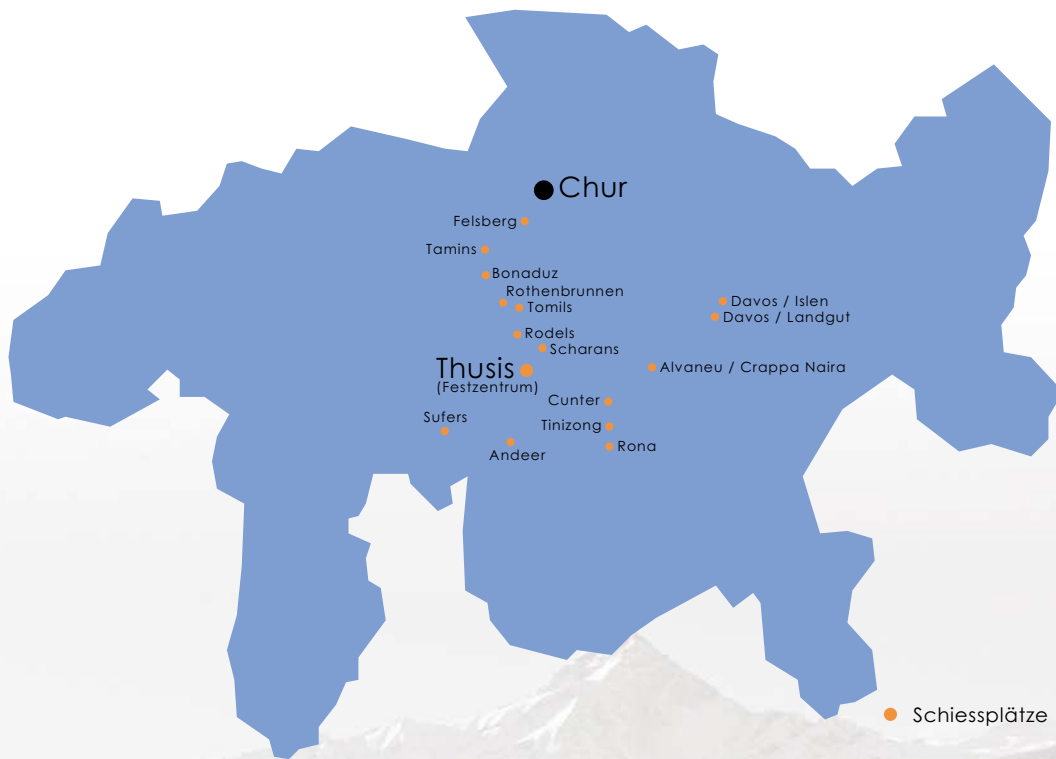 Chur
Felsberg
Tamins
Bonaduz
Rothenbrunnen
Tomils
Davos / Islen
Davos / Landgut
Rodels
Scharans
Thusis
(Festzentrum)
Alvaneu / Crappa Naira
Cunter
Sufers
Tinizong
Rona
Andeer
Schiessplätze